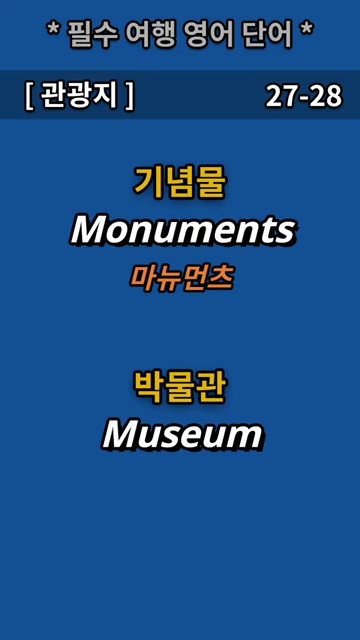 * 필수 여행 영어 단어 *
[ 관광지 ] 27-28
기념물
Monuments
마뉴먼츠
박물관
Museum